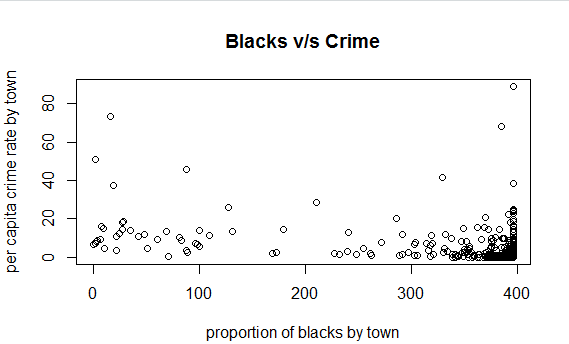 Blacks v/s Crime
per capita crime rate by town
80
60
40
20
0
0 100 200 300 400
proportion of blacks by town